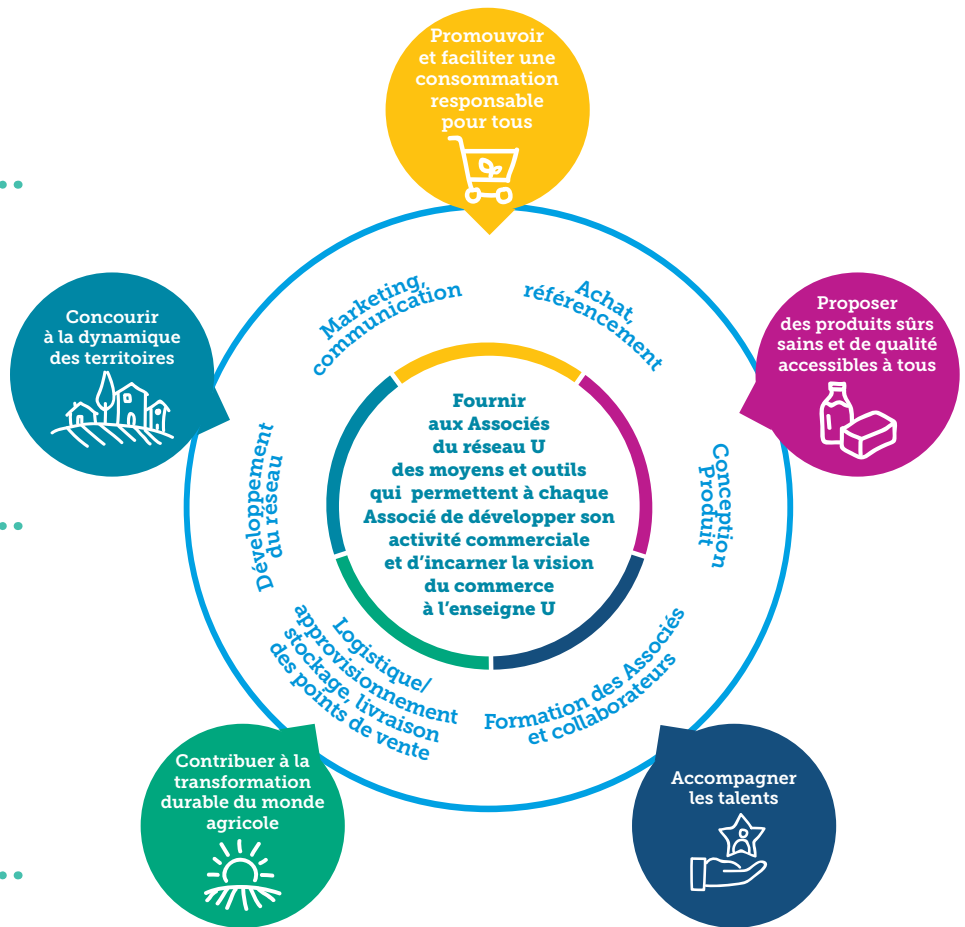 Promouvoir
et faciliter une
consommation
responsable
pour tous
Concourir
à la dynamique
des territoires
Proposer
des produits sûrs
sains et de qualité
accessibles à tous
Marketing,
communication
Achat,
référencement
Développement
du réseau
Conception
Produit
Fournir
aux Associés
du réseau U
des moyens et outils
qui permettent à chaque
Associé de développer son
activité commerciale
et d'incarner la vision
du commerce
à l'enseigne U
Logistique/
approvisionnement
stockage, livraison
des points de vente
Formation des Associés
et collaborateurs
Contribuer à la
transformation
durable du monde
agricole
Accompagner
les talents